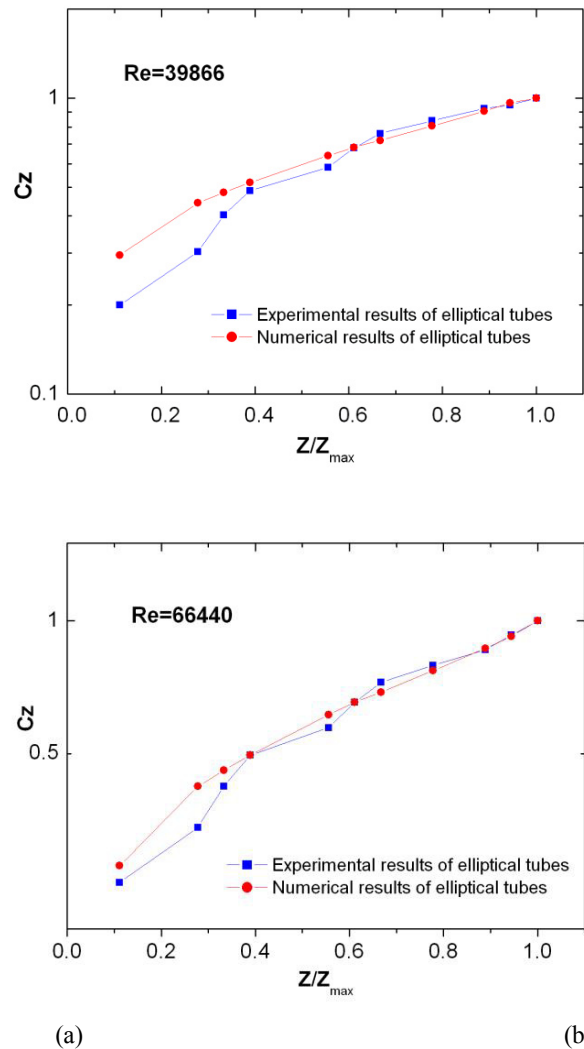 Re=39866
1
Cz
Experimental results of elliptical tubes
Numerical results of elliptical tubes
0.1
0.0 0.2 0.4 0.6 0.8 1.0
Z/Zmax
Re=66440
1
Cz
0.5
Experimental results of elliptical tubes
Numerical results of elliptical tubes
0.0 0.2 0.4 0.6 0.8 1.0
Z/Zmax
(a) (b